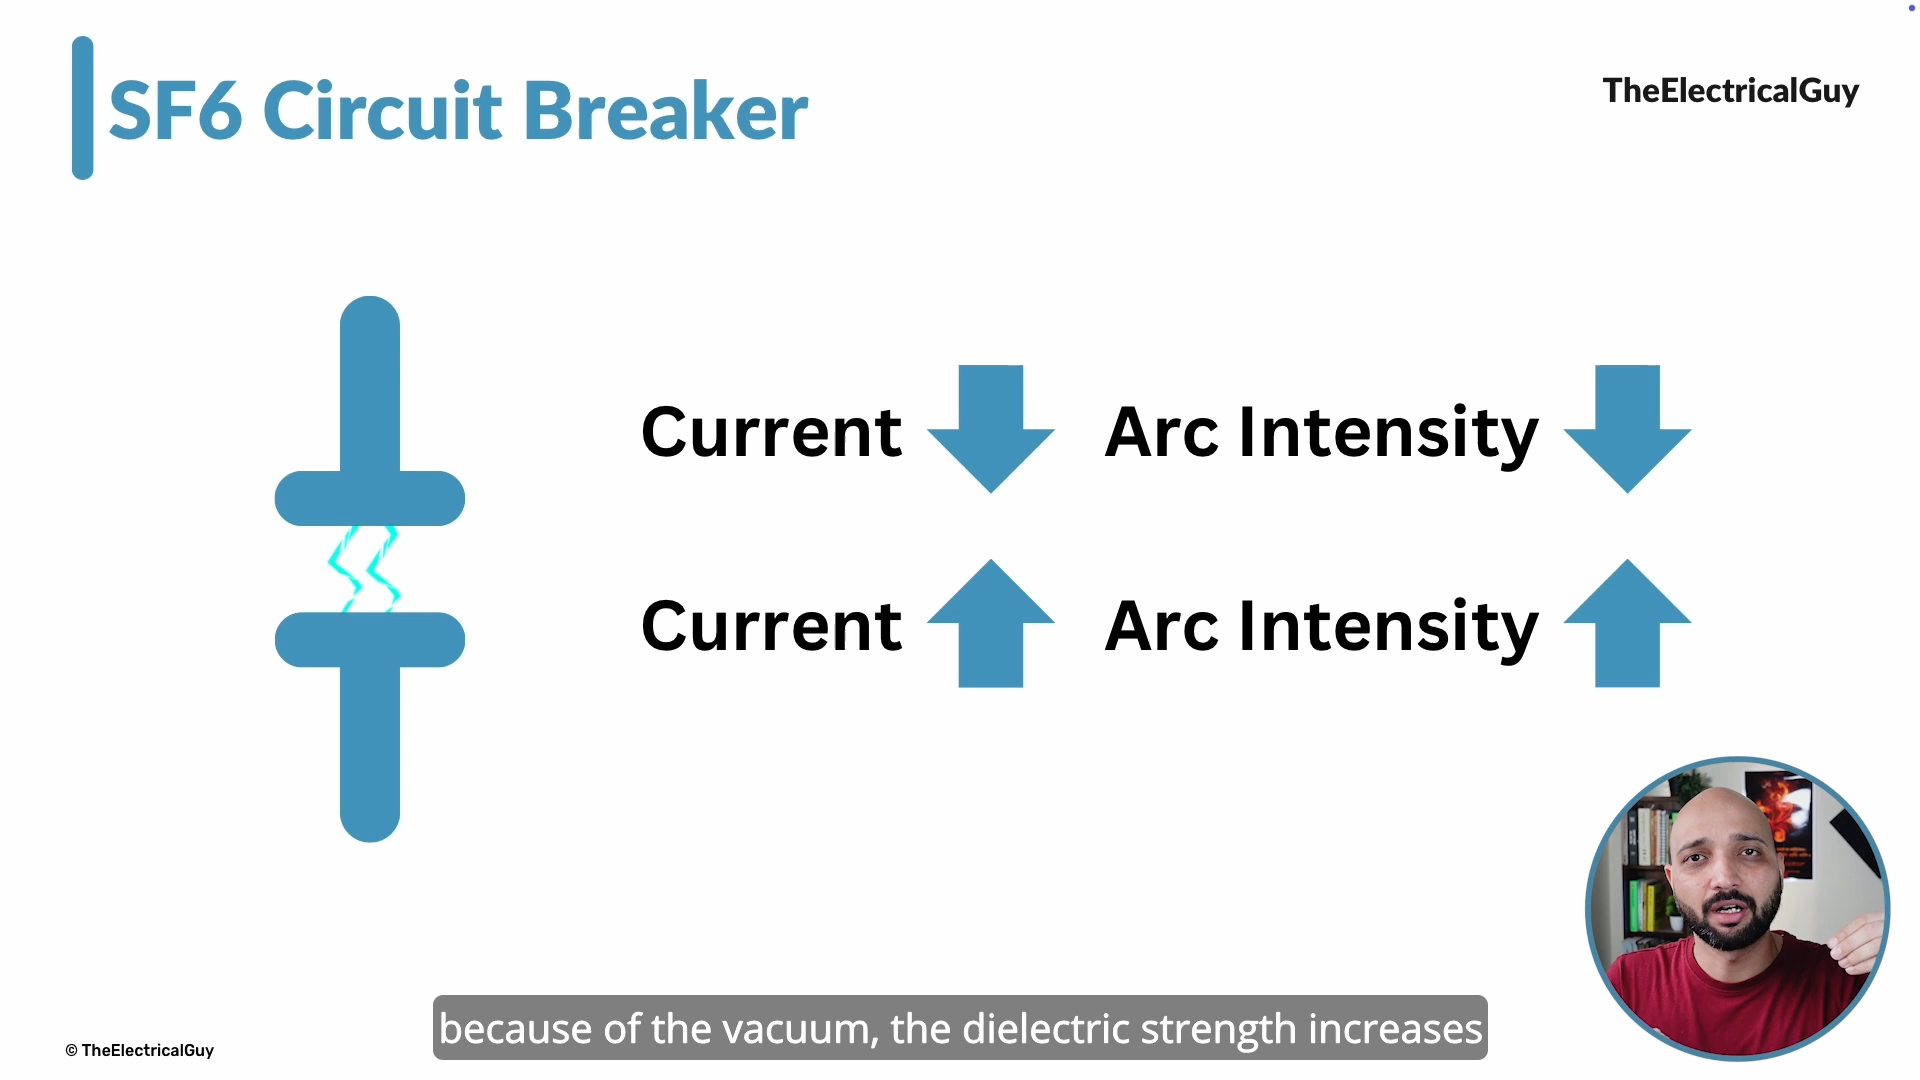 SF6 Circuit Breaker
TheElectricalGuy
Current Arc Intensity
Current Arc Intensity
because of the vacuum, the dielectric strength increases
© TheElectricalGuy